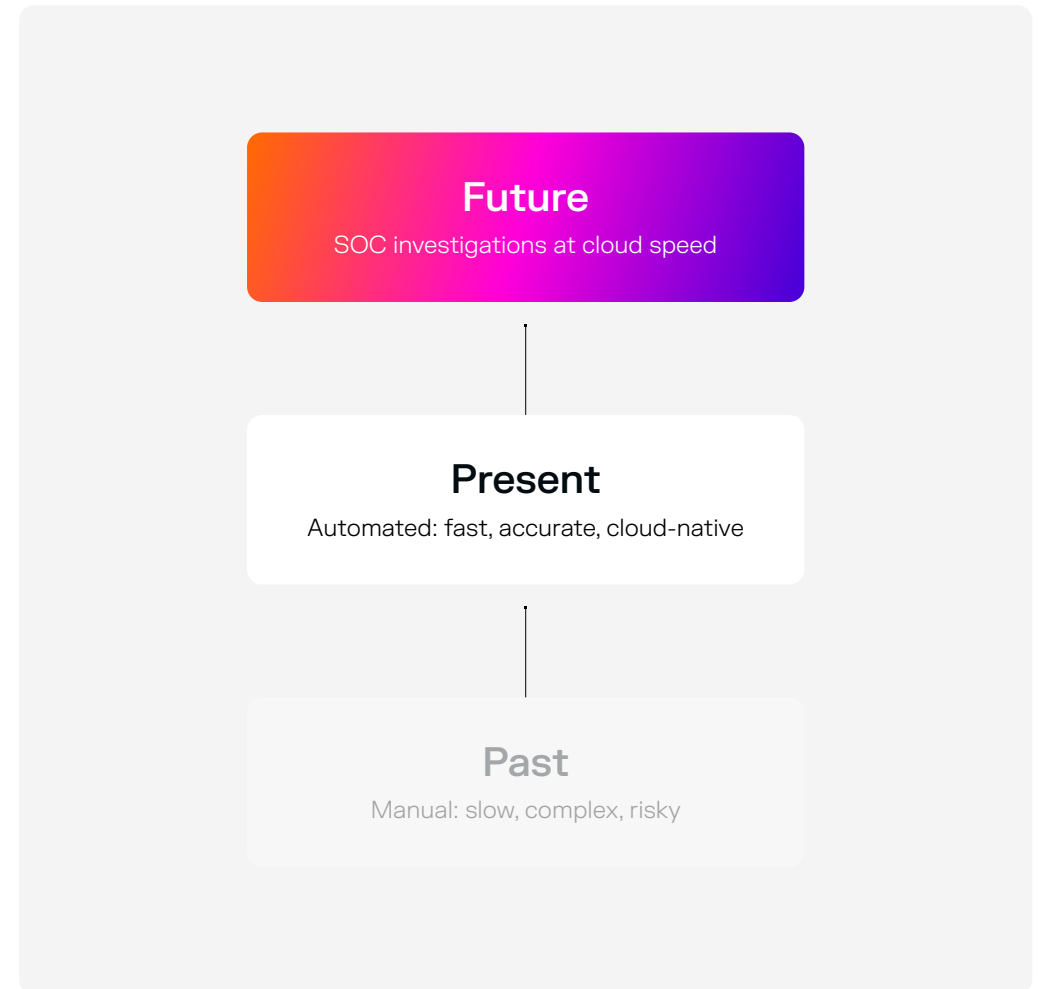 Future
SOC investigations at cloud speed
Present
Automated: fast, accurate, cloud-native
Past
Manual: slow, complex, risky